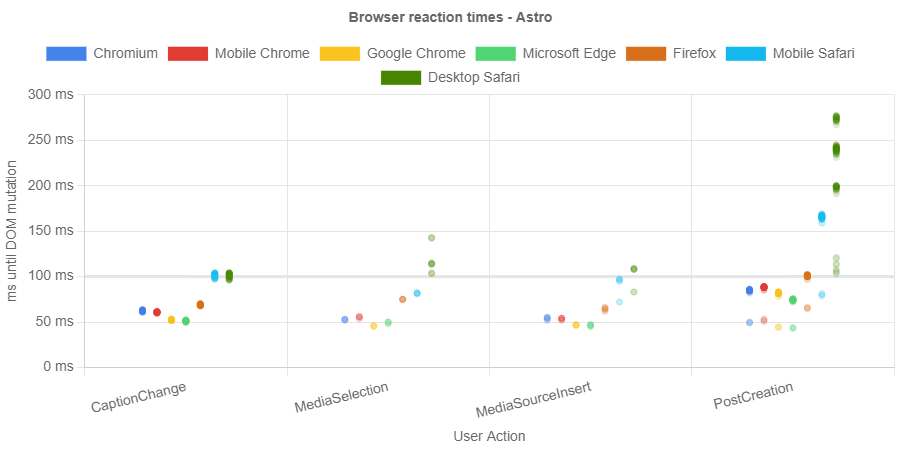 Browser reaction times - Astro
Chromium Mobile Chrome Google Chrome Microsoft Edge Firefox Mobile Safari
Desktop Safari
300 ms
250 ms
200 ms
150 ms
100 ms
50 ms
0 ms
ms until DOM mutation
CaptionChange MediaSelection MediaSourceInsert PostCreation
User Action